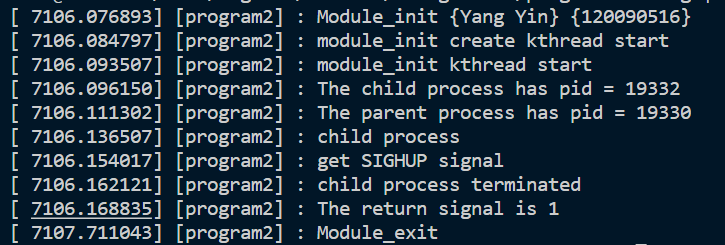 [ 7106.076893] [program2] : Module_init {Yang Yin} {120090516}
[ 7106.084797] [program2] : module_init create kthread start
[ 7106.093507] [program2] : module_init kthread start
[ 7106.096150] [program2] : The child process has pid = 19332
[ 7106.111302] [program2] : The parent process has pid = 19330
[ 7106.136507] [program2] : child process
[ 7106.154017] [program2] : get SIGHUP signal
[ 7106.162121] [program2] : child process terminated
[ 7106.168835] [program2] : The return signal is 1
[ 7107.711043] [program2] : Module_exit